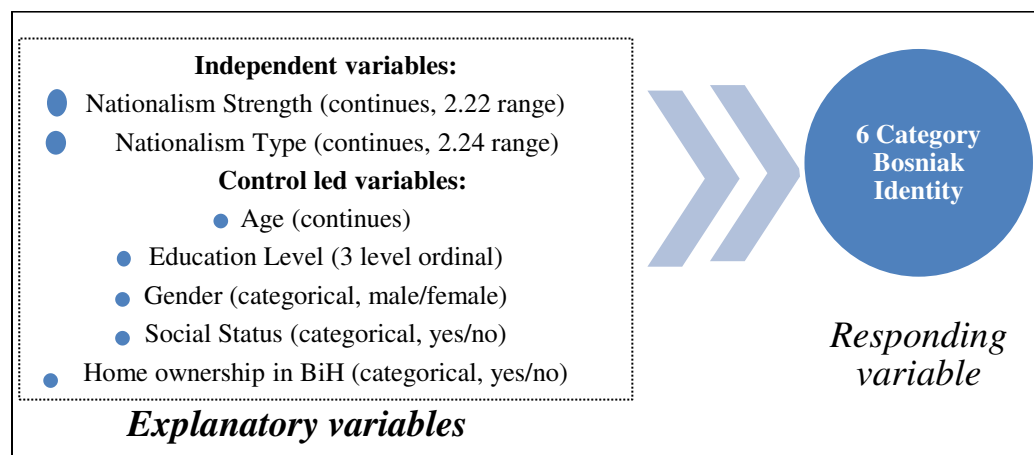 Independent variables:
Nationalism Strength (continues, 2.22 range)
Nationalism Type (continues, 2.24 range)
Control led variables:
Age (continues)
Education Level (3 level ordinal)
Gender (categorical, male/female)
Social Status (categorical, yes/no)
Home ownership in BiH (categorical, yes/no)
Explanatory variables
6 Category
Bosniak
Identity
Responding
variable